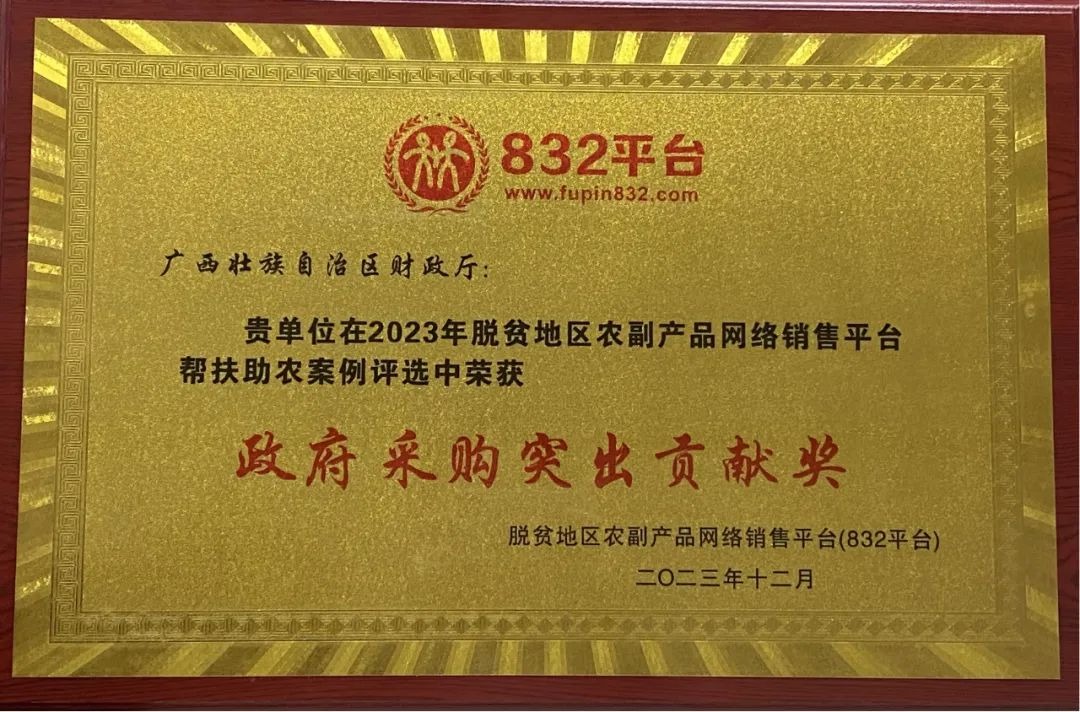 832平台
www.fupin832.com
广西壮族自治区财政厅:
贵单位在2023年脱贫地区农副产品网络销售平台
帮扶助农案例评选中荣获
政府采购突出贡献奖
脱贫地区农副产品网络销售平台(832平台)
二〇二三年十二月